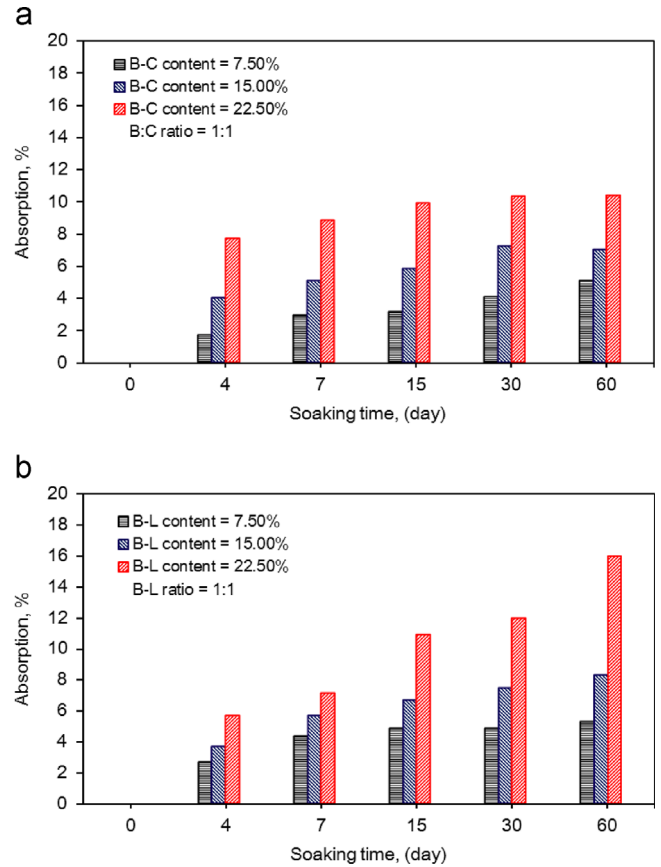 a
20
18
16
14
12
10
8
6
4
2
0
Absorption, %
B-C content = 7.50%
B-C content = 15.00%
B-C content = 22.50%
B:C ratio = 1:1
0 4 7 15 30 60
Soaking time, (day)
b
20
18
16
14
12
10
8
6
4
2
0
Absorption, %
B-L content = 7.50%
B-L content = 15.00%
B-L content = 22.50%
B-L ratio = 1:1
0 4 7 15 30 60
Soaking time, (day)